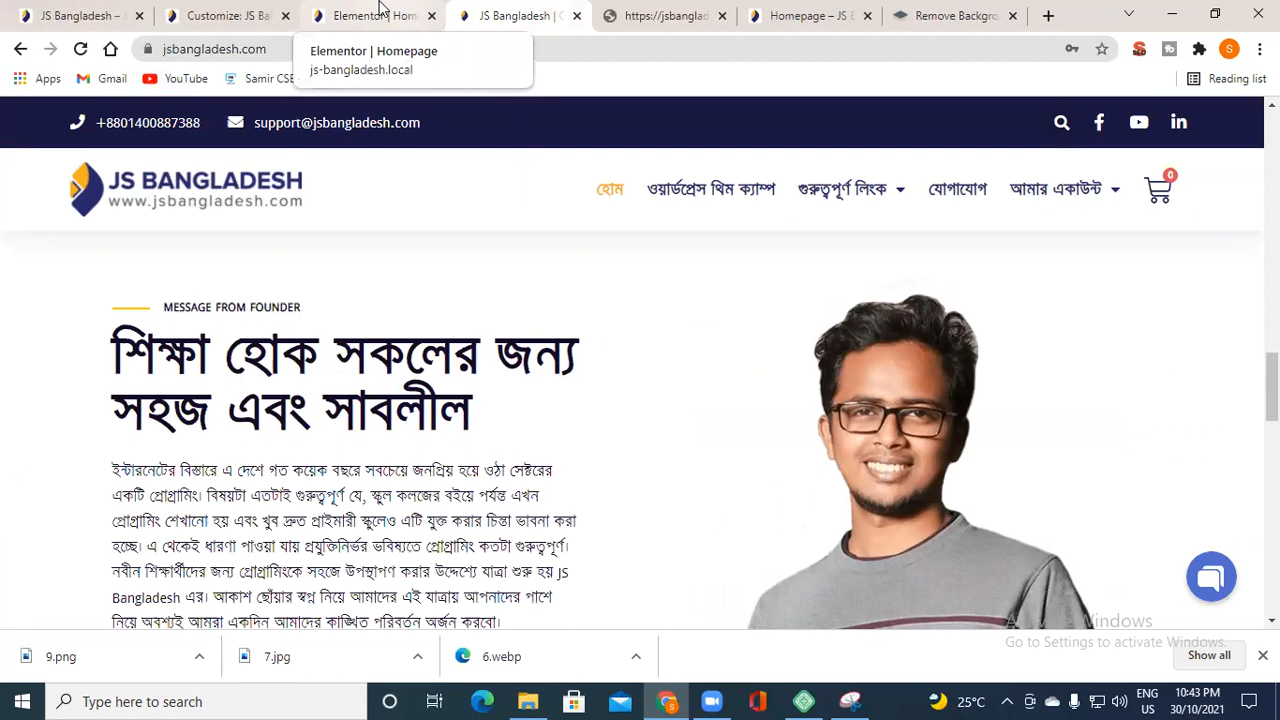 JS Bangladesh –
Customize: JS Ba
Elementor | Hom
JS Bangladesh | C
https://jsbanglad
Homepage – JS B
Remove Backgro
jsbangladesh.com
Elementor | Homepage
js-bangladesh.local
Apps
Gmail
YouTube
Samir CSE
Reading list
+8801400887388
support@jsbangladesh.com
JS BANGLADESH
www.jsbangladesh.com
হোম
ওয়ার্ডপ্রেস থিম ক্যাম্প
গুরুত্বপূর্ণ লিংক
যোগাযোগ
আমার একাউন্ট
0
MESSAGE FROM FOUNDER
শিক্ষা হোক সকলের জন্য
সহজ এবং সাবলীল
ইন্টারনেটের বিস্তারে এ দেশে গত কয়েক বছরে সবচেয়ে জনপ্রিয় হয়ে ওঠা সেক্টরের
একটি প্রোগ্রামিং। বিষয়টা এতটাই গুরুত্বপূর্ণ যে, স্কুল কলজের বইয়ে পর্যন্ত এখন
প্রোগ্রামিং শেখানো হয় এবং খুব দ্রুত প্রাইমারী স্কুলেও এটি যুক্ত করার চিন্তা ভাবনা করা
হচ্ছে। এ থেকেই ধারণা পাওয়া যায় প্রযুক্তিনির্ভর ভবিষ্যতে প্রোগ্রামিং কতটা গুরুত্বপূর্ণ।
নবীন শিক্ষার্থীদের জন্য প্রোগ্রামিংকে সহজে উপস্থাপণ করার উদ্দেশ্যে যাত্রা শুরু হয় JS
Bangladesh এর। আকাশ ছোঁয়ার স্বপ্ন নিয়ে আমাদের এই যাত্রায় আপনাদের পাশে
নিয়ে অবশ্যই আমরা একদিন আমাদের কাঙ্খিত পরিবর্তন অর্জন করবো।
Activate Windows
Go to Settings to activate Windows.
9.png
7.jpg
6.webp
Show all
Type here to search
25°C
ENG
US
10:43 PM
30/10/2021